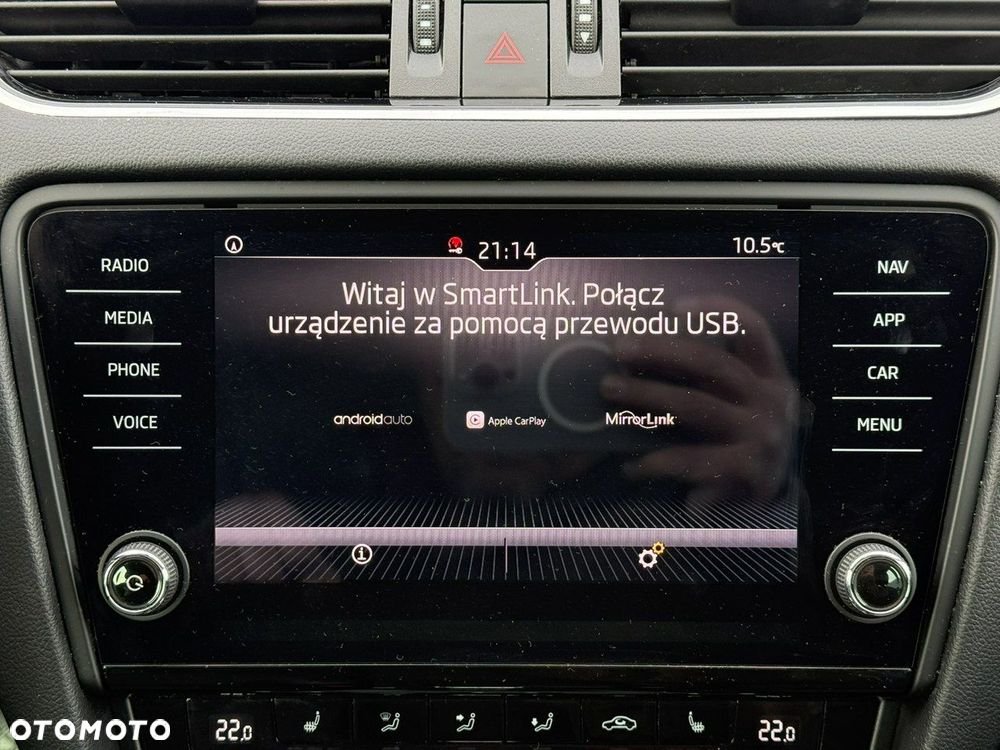 21:14
10.5°C
RADIO
MEDIA
PHONE
VOICE
Witaj w SmartLink. Połącz
urządzenie za pomocą przewodu USB.
androidauto
Apple CarPlay
MirrorLink
NAV
APP
CAR
MENU
22.0
22.0
OTOMOTO